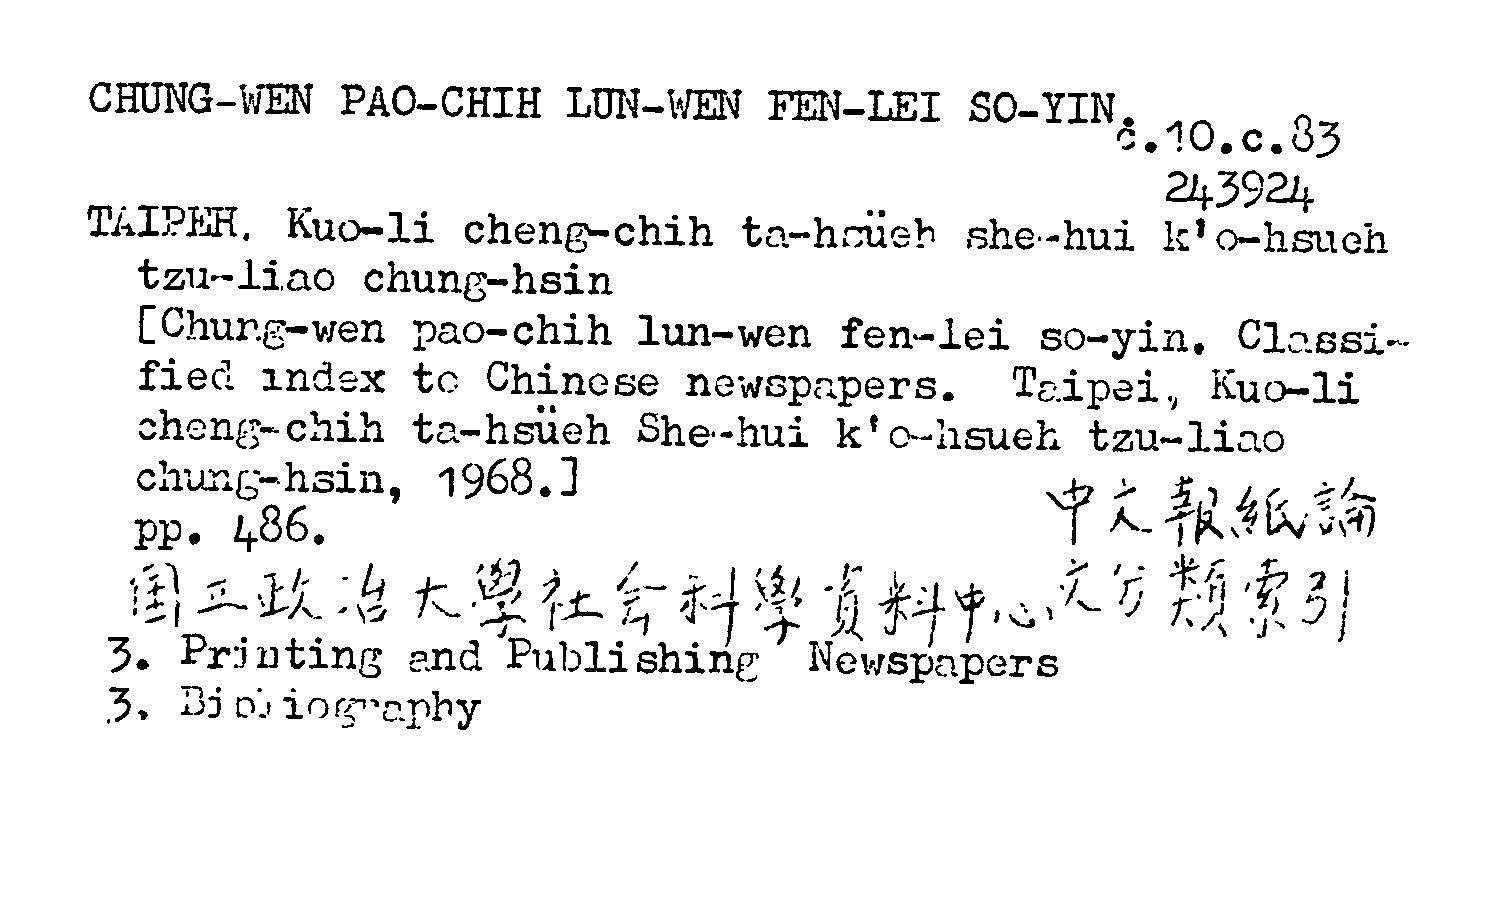 CHUNG-WEN PAO-CHIH LUN-WEN FEN-LEI SO-YIN.
c.10.c.83
243924
TAIPEH. Kuo-li cheng-chih ta-hsüeh she-hui k'o-hsueh
tzu-liao chung-hsin
[Chung-wen pao-chih lun-wen fen-lei so-yin. Classi-
fied index to Chinese newspapers. Taipei, Kuo-li
cheng-chih ta-hsüeh She-hui k'o-hsueh tzu-liao
chung-hsin, 1968.]
pp. 486.
中文報紙論
文分類索引
国立政治大學社会科學資料中心
3. Printing and Publishing Newspapers
3. Bibliography